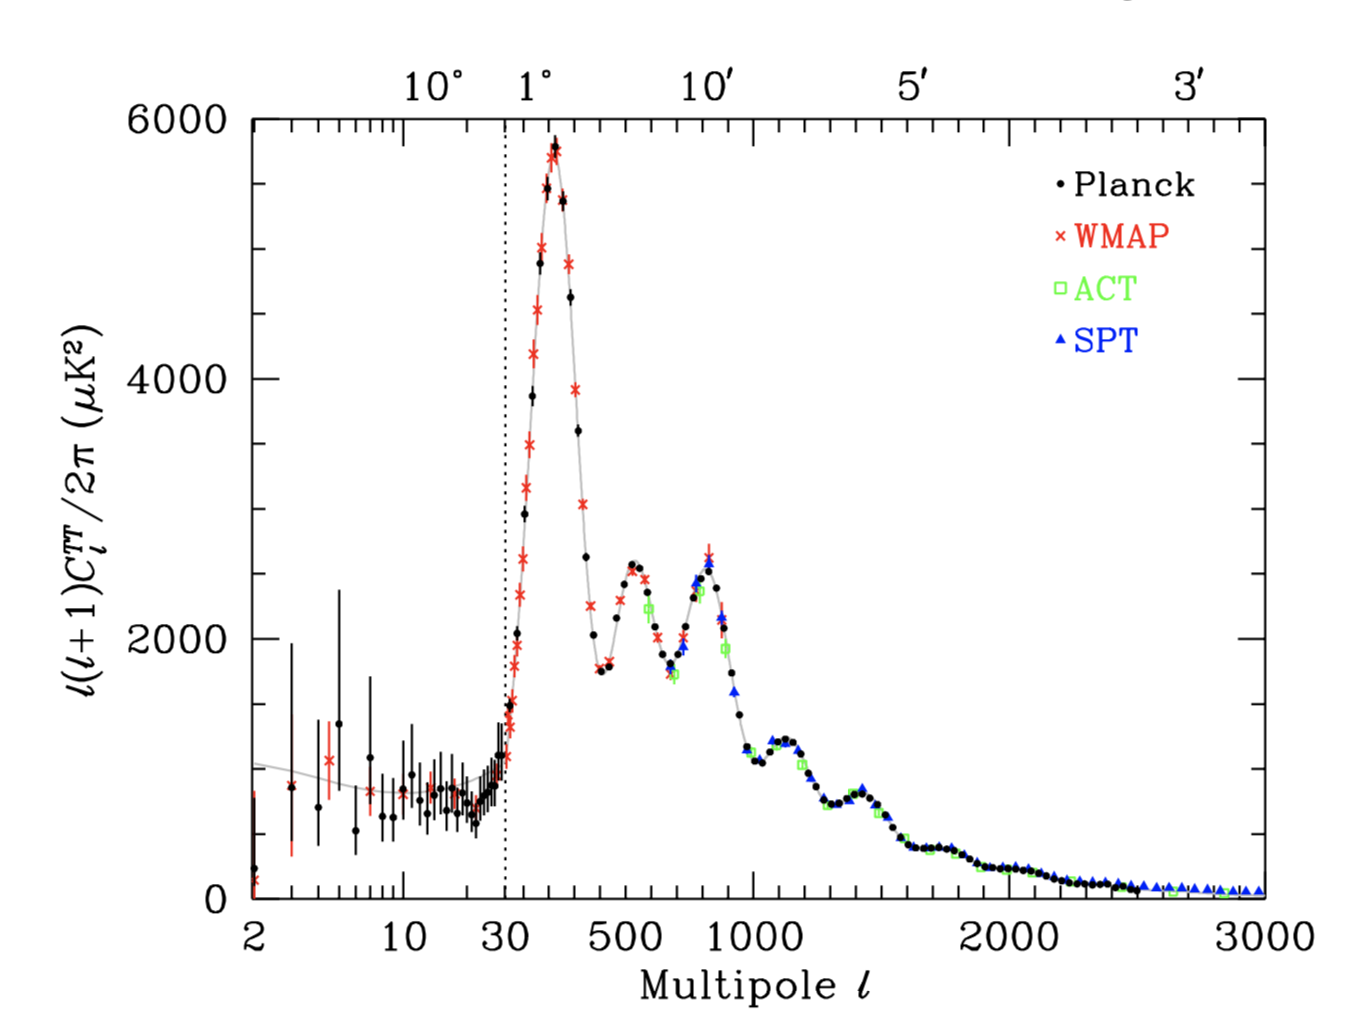 10° 1° 10′ 5′ 3′
6000
4000
2000
0
l(l+1)C_l^{TT}/2π (μK²)
Planck
WMAP
ACT
SPT
2 10 30 500 1000 2000 3000
Multipole l